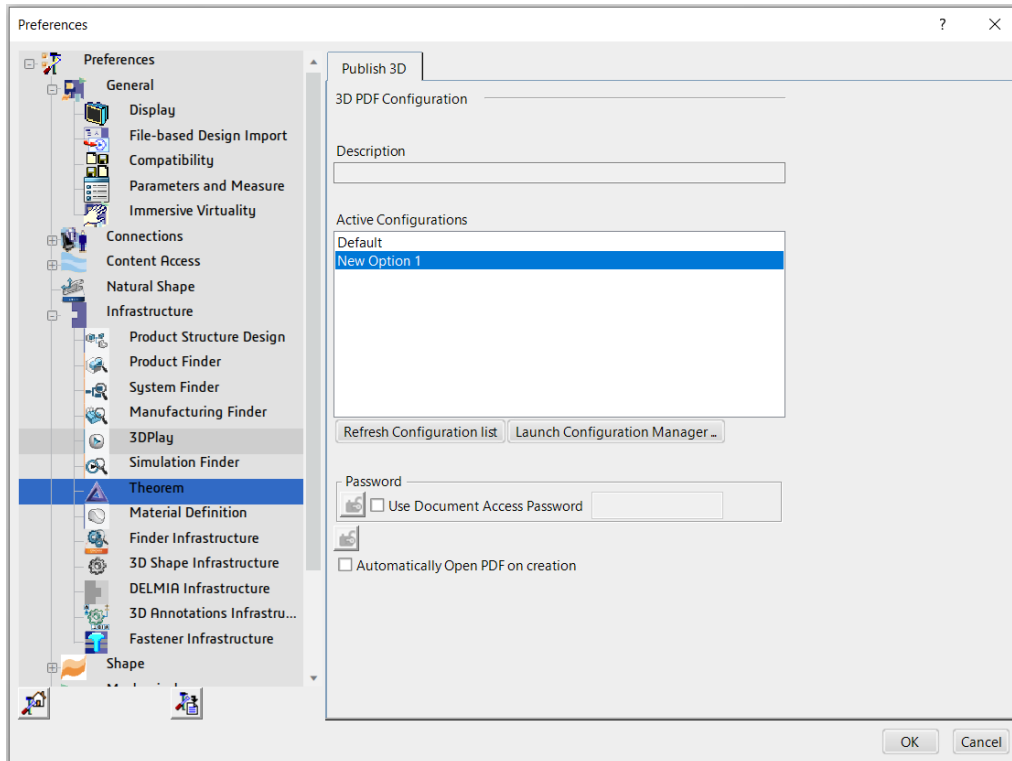 Preferences
?
Preferences
General
Display
File-based Design Import
Compatibility
Parameters and Measure
Immersive Virtuality
Connections
Content Access
Natural Shape
Infrastructure
Product Structure Design
Product Finder
System Finder
Manufacturing Finder
3DPlay
Simulation Finder
Theorem
Material Definition
Finder Infrastructure
3D Shape Infrastructure
DELMIA Infrastructure
3D Annotations Infrastru...
Fastener Infrastructure
Shape
Publish 3D
3D PDF Configuration
Description
Active Configurations
Default
New Option 1
Refresh Configuration list
Launch Configuration Manager ...
Password
Use Document Access Password
Automatically Open PDF on creation
OK
Cancel